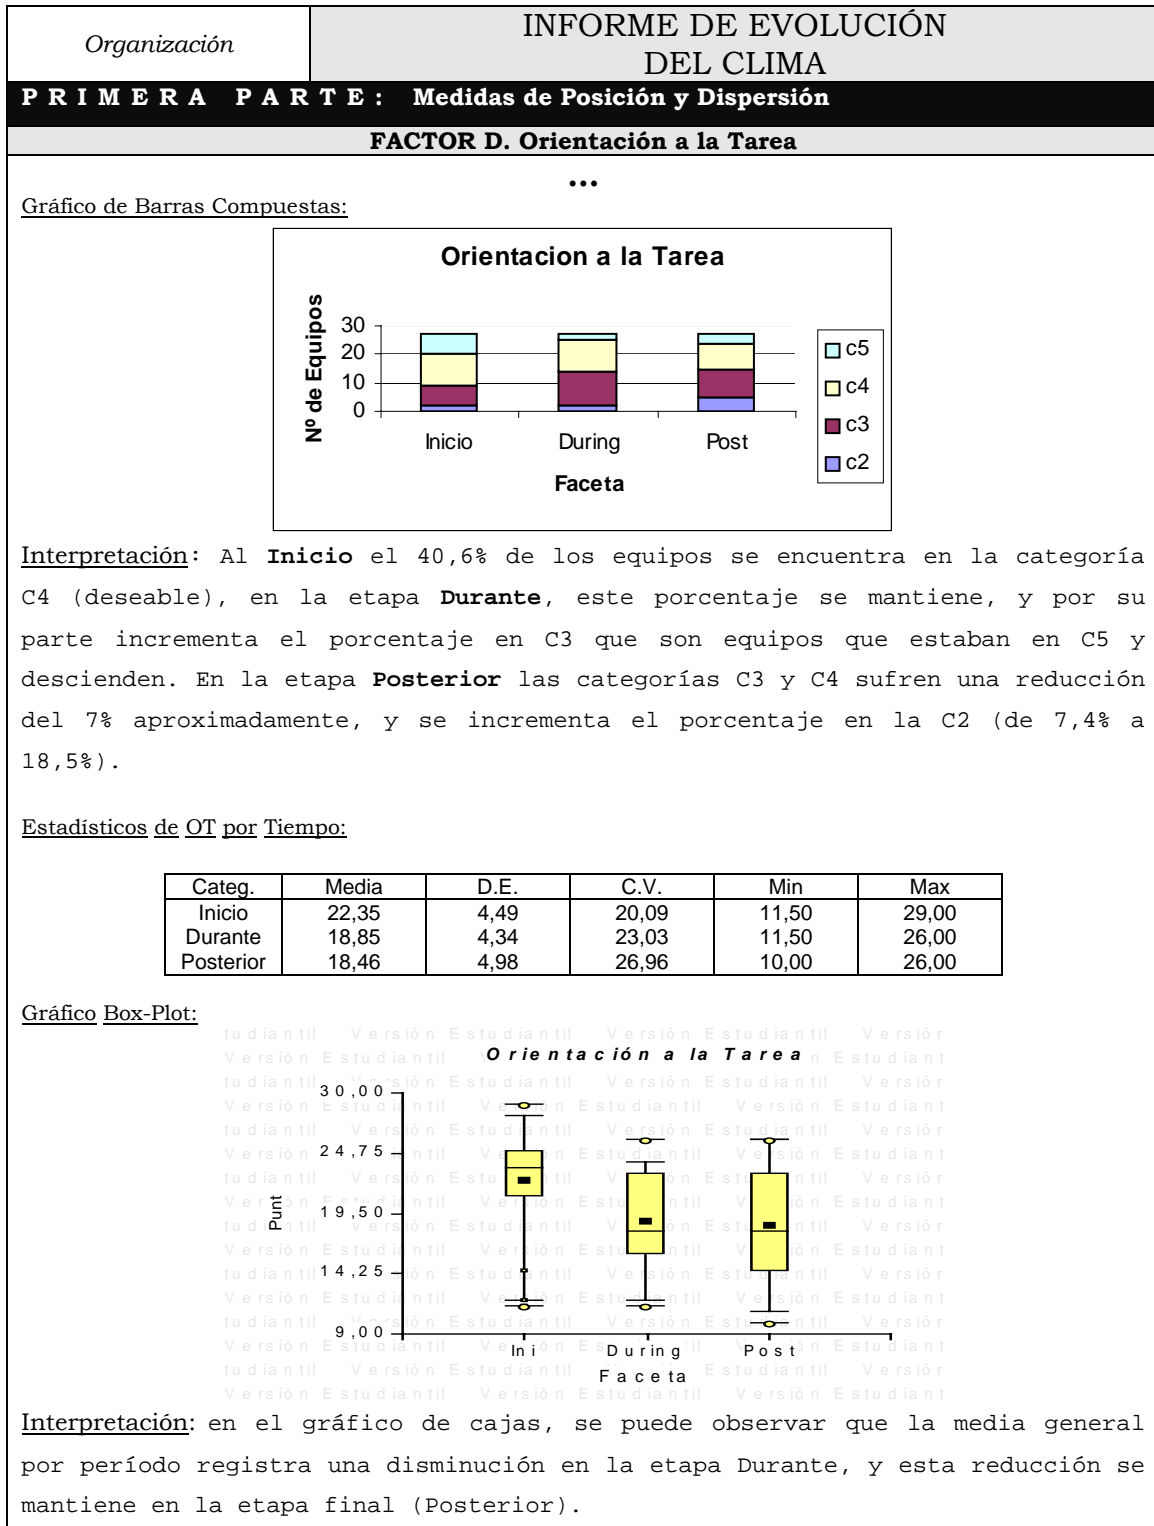 Organización
INFORME DE EVOLUCIÓN
DEL CLIMA
PRIMERA PARTE: Medidas de Posición y Dispersión
FACTOR D. Orientación a la Tarea
...
Gráfico de Barras Compuestas:
Orientacion a la Tarea
Nº de Equipos
30
20
10
0
Inicio During Post
Faceta
c5
c4
c3
c2
Interpretación: Al Inicio el 40,6% de los equipos se encuentra en la categoría
C4 (deseable), en la etapa Durante, este porcentaje se mantiene, y por su
parte incrementa el porcentaje en C3 que son equipos que estaban en C5 y
descienden. En la etapa Posterior las categorías C3 y C4 sufren una reducción
del 7% aproximadamente, y se incrementa el porcentaje en la C2 (de 7,4% a
18,5%).
Estadísticos de OT por Tiempo:
Categ. Media D.E. C.V. Min Max
Inicio 22,35 4,49 20,09 11,50 29,00
Durante 18,85 4,34 23,03 11,50 26,00
Posterior 18,46 4,98 26,96 10,00 26,00
Gráfico Box-Plot:
Orientación a la Tarea
Punt
30,00
24,75
19,50
14,25
9,00
Ini During Post
Faceta
Interpretación: en el gráfico de cajas, se puede observar que la media general
por período registra una disminución en la etapa Durante, y esta reducción se
mantiene en la etapa final (Posterior).